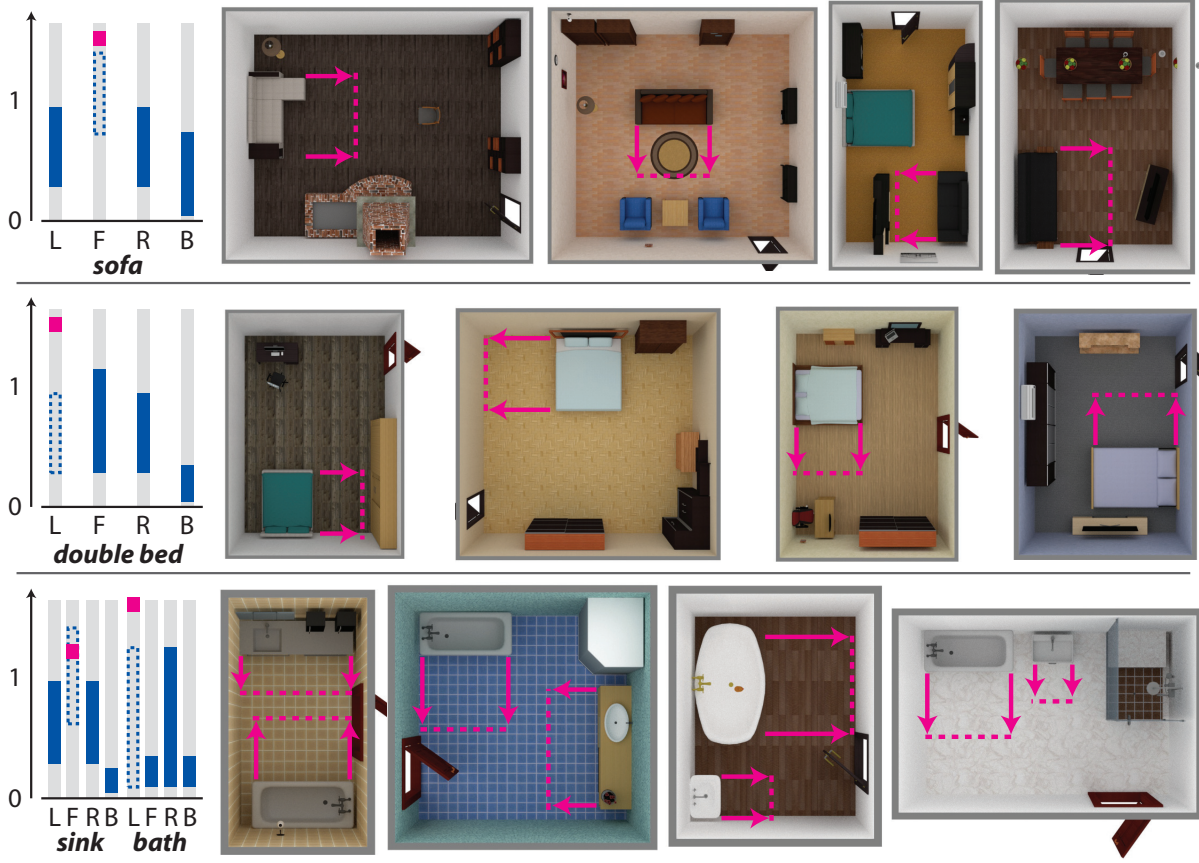 1
0
L F R B
sofa
1
0
L F R B
double bed
1
0
L F R B L F R B
sink bath